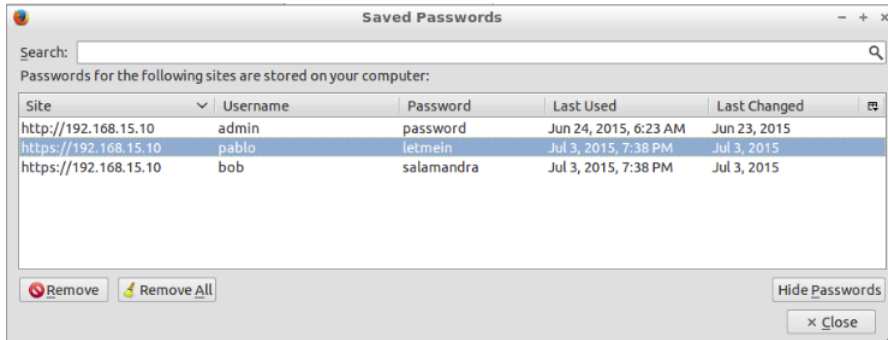 Saved Passwords
Search:
Passwords for the following sites are stored on your computer:
Site Username Password Last Used Last Changed
http://192.168.15.10 admin password Jun 24, 2015, 6:23 AM Jun 23, 2015
https://192.168.15.10 pablo letmein Jul 3, 2015, 7:38 PM Jul 3, 2015
https://192.168.15.10 bob salamandra Jul 3, 2015, 7:38 PM Jul 3, 2015
Remove Remove All Hide Passwords
Close